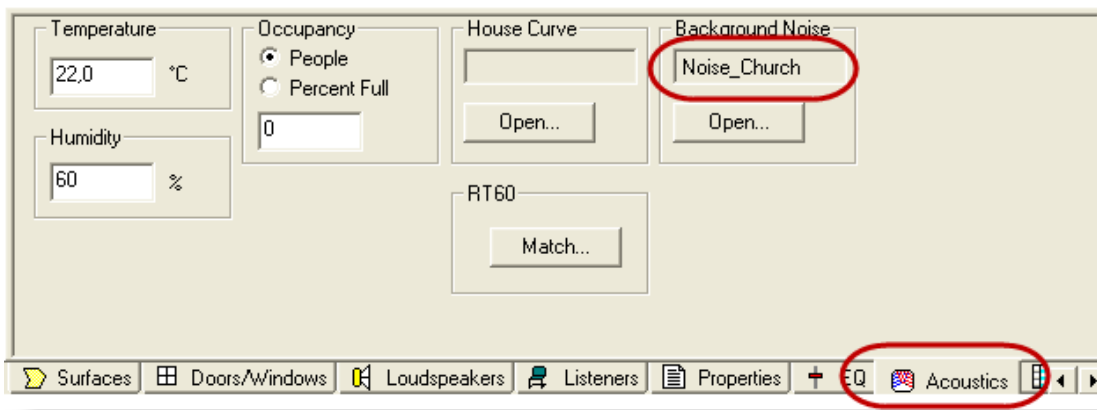 Temperature
22,0 °C
Humidity
60 %
Occupancy
People
Percent Full
0
House Curve
Open...
RT60
Match...
Background Noise
Noise_Church
Open...
Surfaces Doors/Windows Loudspeakers Listeners Properties EQ Acoustics